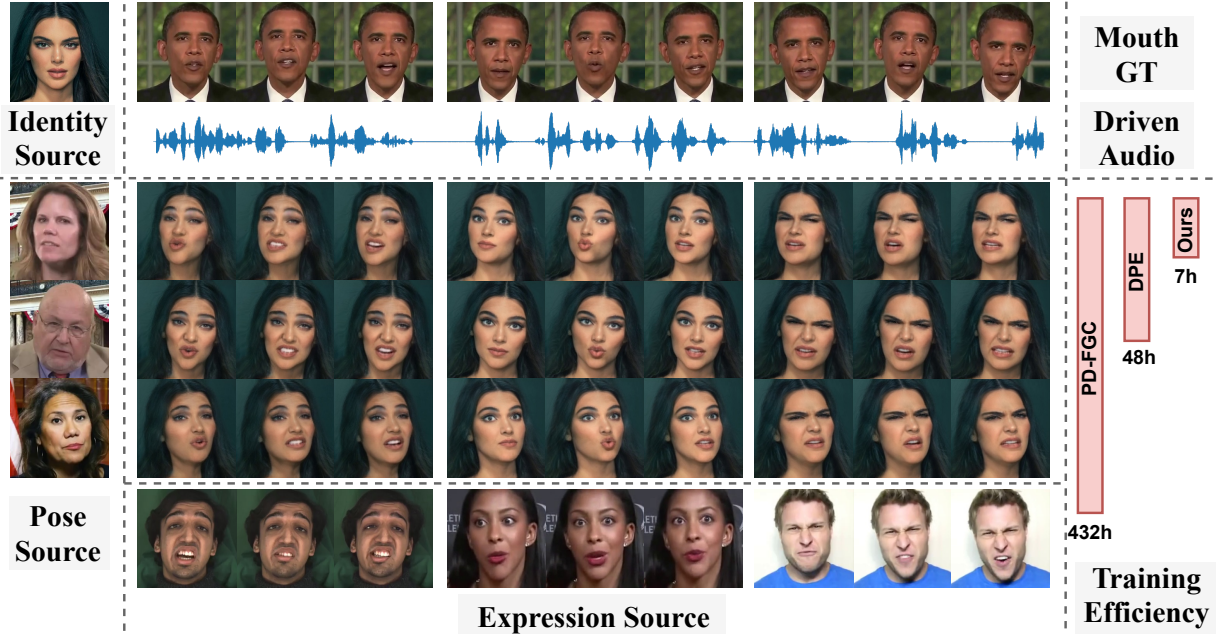 Mouth
GT
Identity
Source
Driven
Audio
PD-FGC
DPE
Ours
7h
48h
432h
Pose
Source
Expression Source
Training
Efficiency